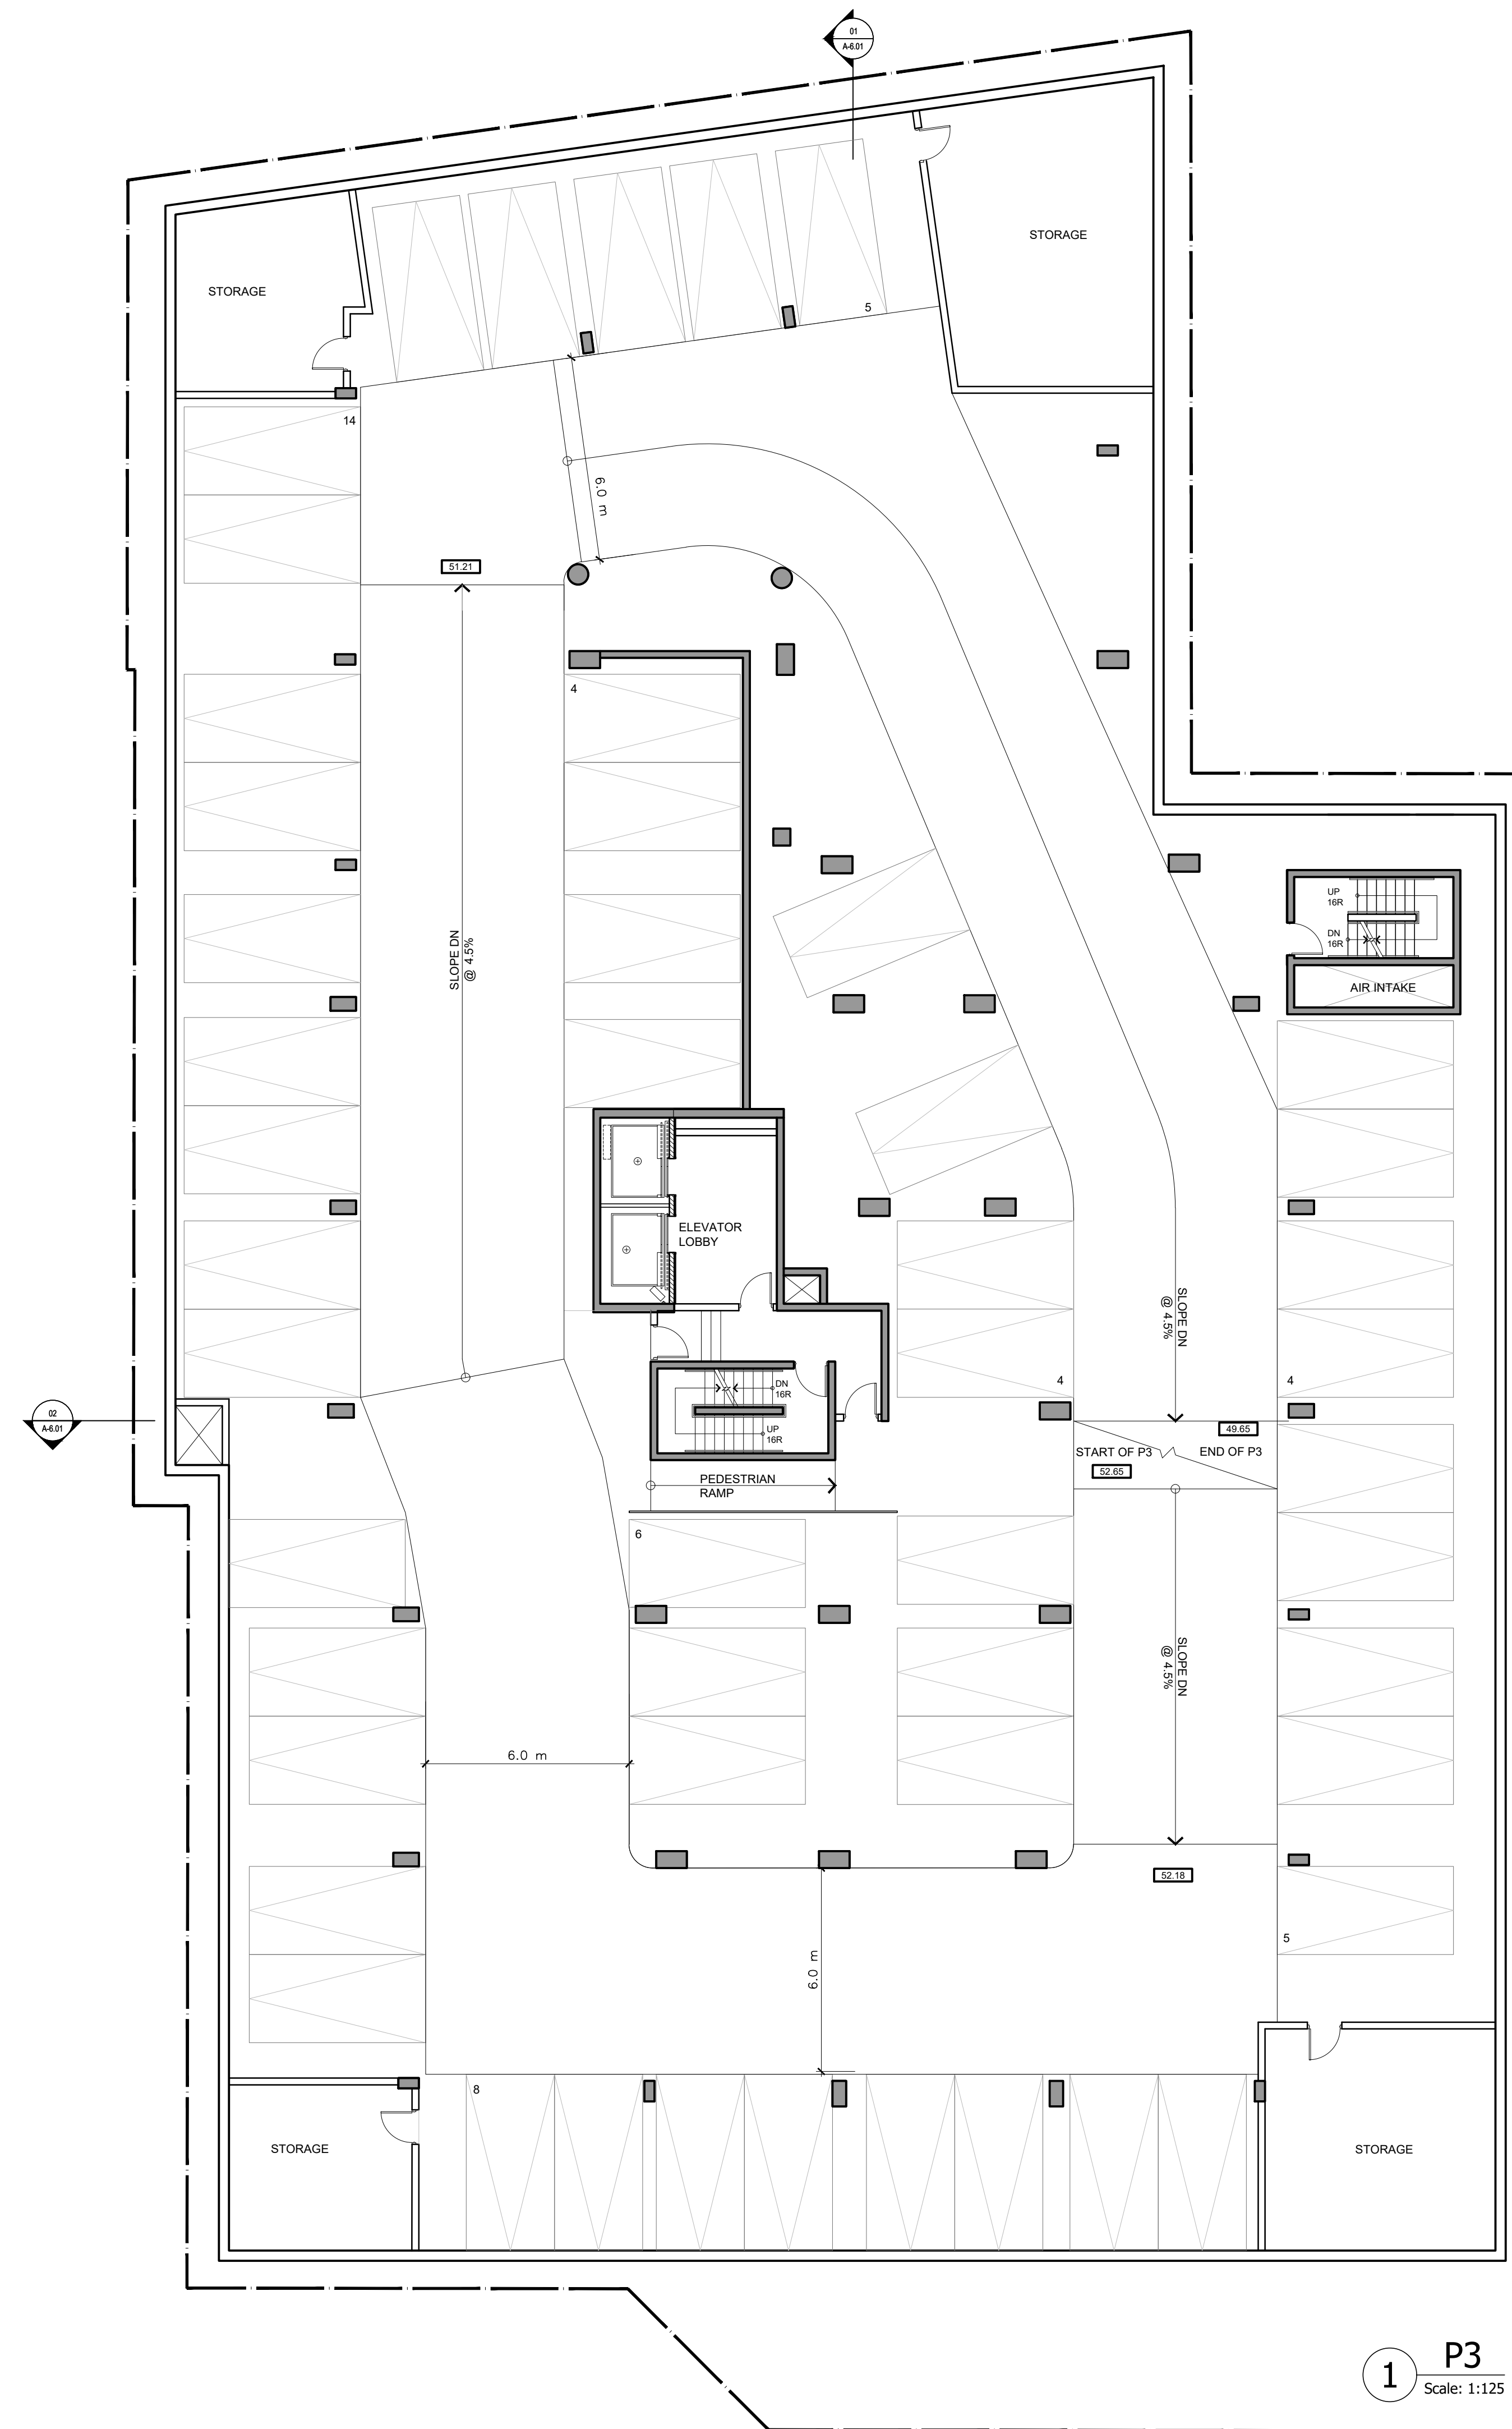 01
A-6.01
STORAGE
STORAGE
5
14
6.0 m
51.21
4
UP
16R
DN
16R
SLOPE DN
@ 4.5%
AIR INTAKE
ELEVATOR
LOBBY
SLOPE DN
@ 4.5%
4
4
DN
16R
02
A-6.01
UP
16R
49.65
START OF P3
END OF P3
52.65
PEDESTRIAN
RAMP
6
SLOPE DN
@ 4.5%
6.0 m
52.18
5
6.0 m
8
STORAGE
STORAGE
1
P3
Scale: 1:125